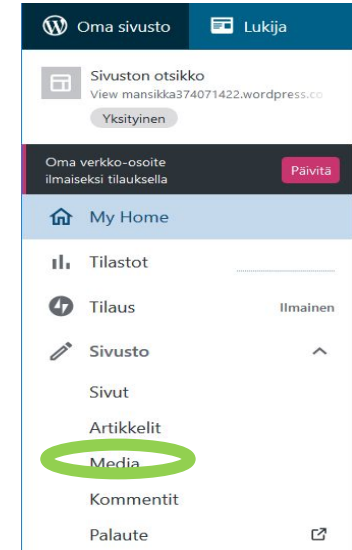 Oma sivusto
Lukija
Sivuston otsikko
View mansikka374071422.wordpress.co
Yksityinen
Oma verkko-osoite
ilmaiseksi tilauksella
Päivitä
My Home
Tilastot
Tilaus
Ilmainen
Sivusto
Sivut
Artikkelit
Media
Kommentit
Palaute